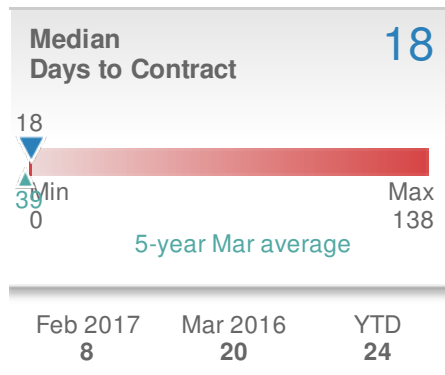 Median
Days to Contract
18
18
39
Min
0
Max
138
5-year Mar average
Feb 2017
8
Mar 2016
20
YTD
24